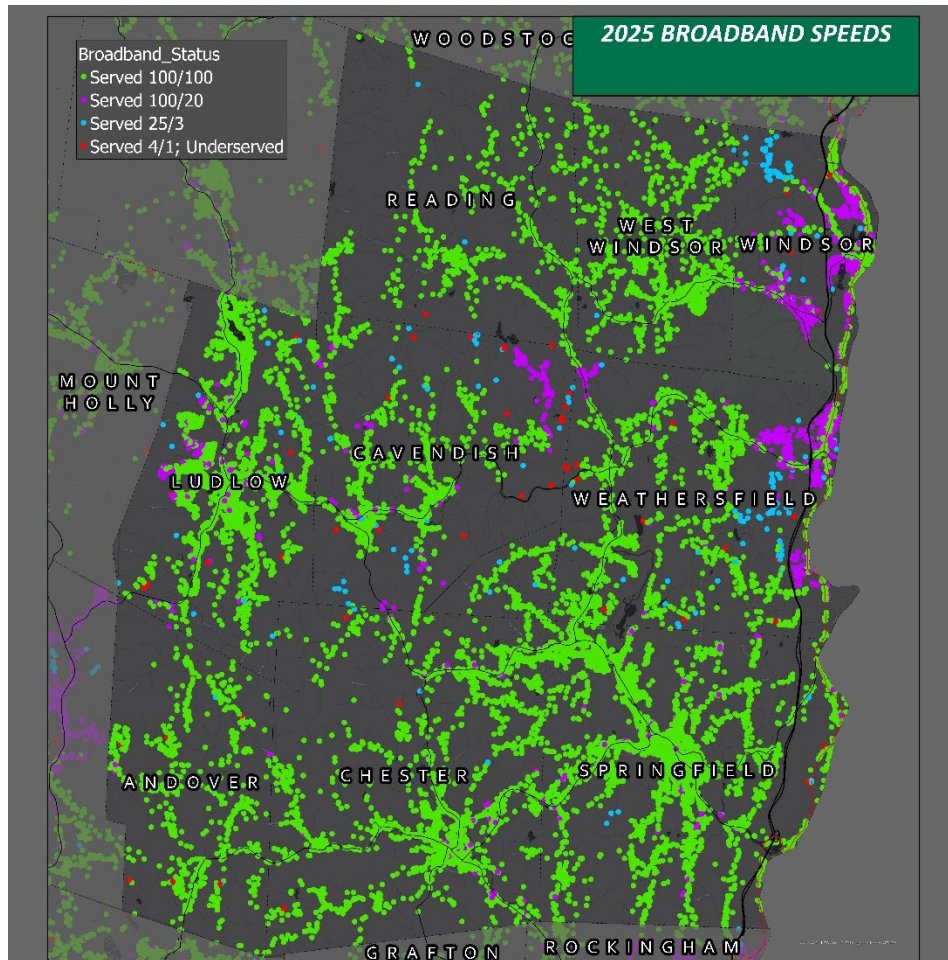 WOODSTOC
2025 BROADBAND SPEEDS
Broadband_Status
Served 100/100
Served 100/20
Served 25/3
Served 4/1; Underserved
READING
WEST
WINDSOR
WINDSOR
MOUNT
HOLLY
CAVENDISH
LUDLOW
WEATHERSFIELD
ANDOVER
CHESTER
SPRINGFIELD
GRAFTON
ROCKINGHAM